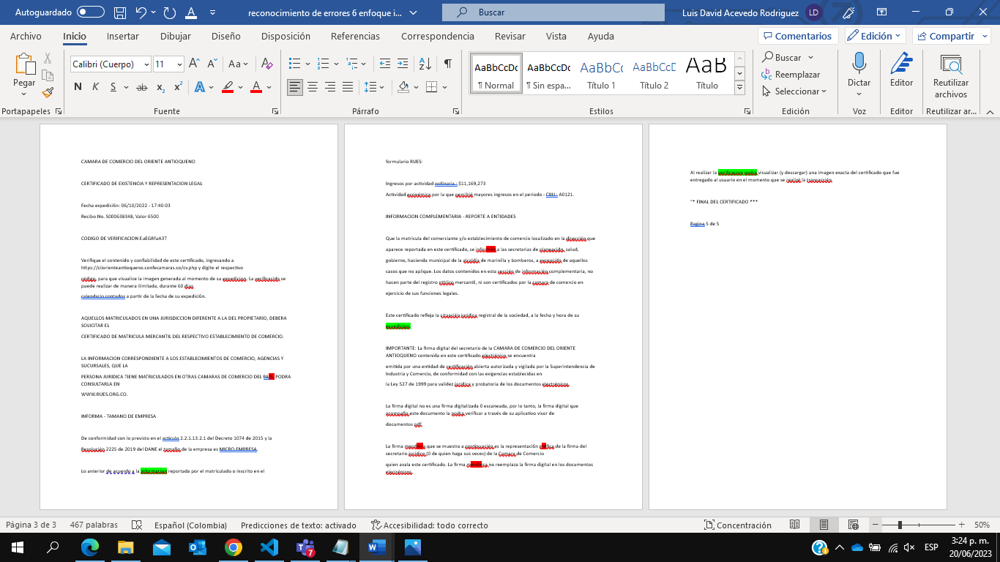 Autoguardado
reconocimiento de errores 6 enfoque i...
Buscar
Luis David Acevedo Rodriguez
LD
Archivo Inicio Insertar Dibujar Diseño Disposición Referencias Correspondencia Revisar Vista Ayuda
Comentarios Edición Compartir
Pegar
Calibri (Cuerpo) 11
N K S ab
AaBbCcDc AaBbCcDc AaBbCc AaBbCcD AaB
¶ Normal ¶ Sin espa... Título 1 Título 2 Título
Buscar
Reemplazar
Seleccionar
Dictar
Editor
Reutilizar archivos
Portapapeles Fuente Párrafo Estilos Edición Voz Editor Reutilizar ar...
CAMARA DE COMERCIO DEL ORIENTE ANTIOQUENO
CERTIFICADO DE EXISTENCIA Y REPRESENTACION LEGAL
Fecha expedición: 06/10/2022 - 17:40:03
Recibo No. S000638348, Valor 6500
CODIGO DE VERIFICACION EuEGRfuA3T
Verifique el contenido y confiabilidad de este certificado, ingresando a
https://siiorienteantioqueno.confecamaras.co/cv.php y digite el respectivo
código, para que visualice la imagen generada al momento de su expedicion. La verificacido se
puede realizar de manera ilimitada, durante 60 dias
calendario contados a partir de la fecha de su expedición.
AQUELLOS MATRICULADOS EN UNA JURISDICCION DIFERENTE A LA DEL PROPIETARIO, DEBERA
SOLICITAR EL
CERTIFICADO DE MATRICULA MERCANTIL DEL RESPECTIVO ESTABLECIMIENTO DE COMERCIO.
LA INFORMACION CORRESPONDIENTE A LOS ESTABLECIMIENTOS DE COMERCIO, AGENCIAS Y
SUCURSALES, QUE LA
PERSONA JURIDICA TIENE MATRICULADOS EN OTRAS CAMARAS DE COMERCIO DEL PODRA
CONSULTARLA EN
WWW.RUES.ORG.CO.
INFORMA - TAMANO DE EMPRESA
De conformidad con lo previsto en el articulo 2.2.1.13.2.1 del Decreto 1074 de 2015 y la
Resolución 2225 de 2019 del DANE el tamafio de la empresa es MICRO EMPRESA.
Lo anterior de acuerdo a la informacion reportada por el matriculado o inscrito en el
formulario RUES:
Ingresos por actividad ordinaria : $11,169,273
Actividad económica por la que percibió mayores ingresos en el periodo - CIIU: A0121.
INFORMACION COMPLEMENTARIA - REPORTE A ENTIDADES
Que la matricula del comerciante y/o establecimiento de comercio localizado en la dirección que
aparece reportada en este certificado, se a las secretarias de planeacido, salud,
gobierno, hacienda municipal de la alcaldia de marinilla y bomberos, a excepcido de aquellos
casos que no aplique. Los datos contenidos en esta sección de información complementaria, no
hacen parte del registro público mercantil, ni son certificados por la camara de comercio en
ejercicio de sus funciones legales.
Este certificado refleja la situación juridica registral de la sociedad, a la fecha y hora de su
expedicion.
IMPORTANTE: La firma digital del secretario de la CAMARA DE COMERCIO DEL ORIENTE
ANTIOQUENO contenida en este certificado electrónico se encuentra
emitida por una entidad de certificación abierta autorizada y vigilada por la Superintendencia de
Industria y Comercio, de conformidad con las exigencias establecidas en
la Ley 527 de 1999 para validez juridica y probatoria de los documentos electrónicos.
La firma digital no es una firma digitalizada 0 escaneada, por lo tanto, la firma digital que
acompafia este documento la podra verificar a través de su aplicativo visor de
documentos pdf.
La firma que se muestra a continuación es la representación de la firma del
secretario juridico (0 de quien haga sus veces) de la Camara de Comercio
quien avala este certificado. La firma no reemplaza la firma digital en los documentos
electrónicos.
Al realizar la verificacion podra visualizar (y descargar) una imagen exacta del certificado que fue
entregado al usuario en el momento que se realizó la transacción.
"* FINAL DEL CERTIFICADO ***
Pagina 5 de 5
Página 3 de 3 467 palabras Español (Colombia) Predicciones de texto: activado Accesibilidad: todo correcto Concentración 50%
7
ESP
3:24 p. m.
20/06/2023